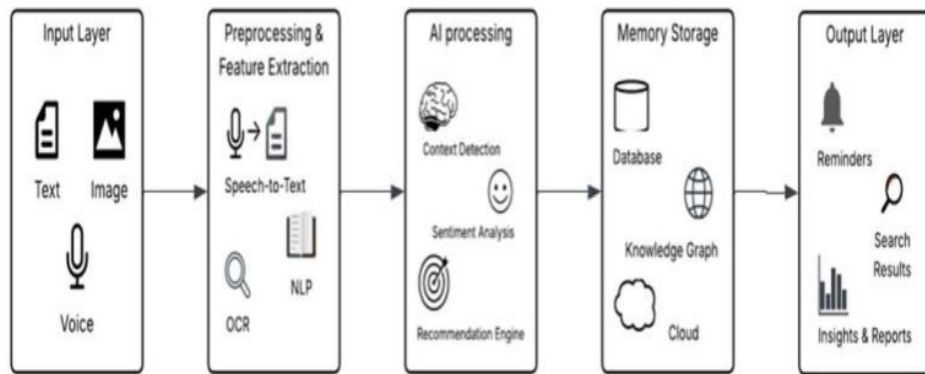 Input Layer
Text
Image
Voice
Preprocessing &
Feature Extraction
Speech-to-Text
NLP
OCR
AI processing
Context Detection
Sentiment Analysis
Recommendation Engine
Memory Storage
Database
Knowledge Graph
Cloud
Output Layer
Reminders
Search
Results
Insights & Reports